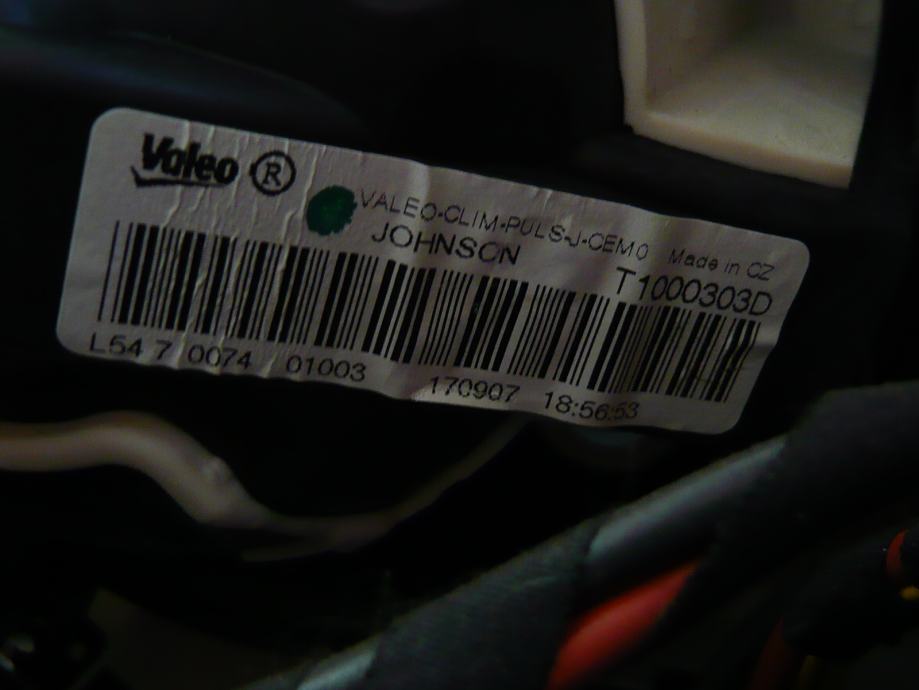 Valeo ®
VALEO-CLIM-PULS-J-CEM0 Made in CZ
JOHNSON T1000303D
L54 7 0074 01003 170907 18:56:53